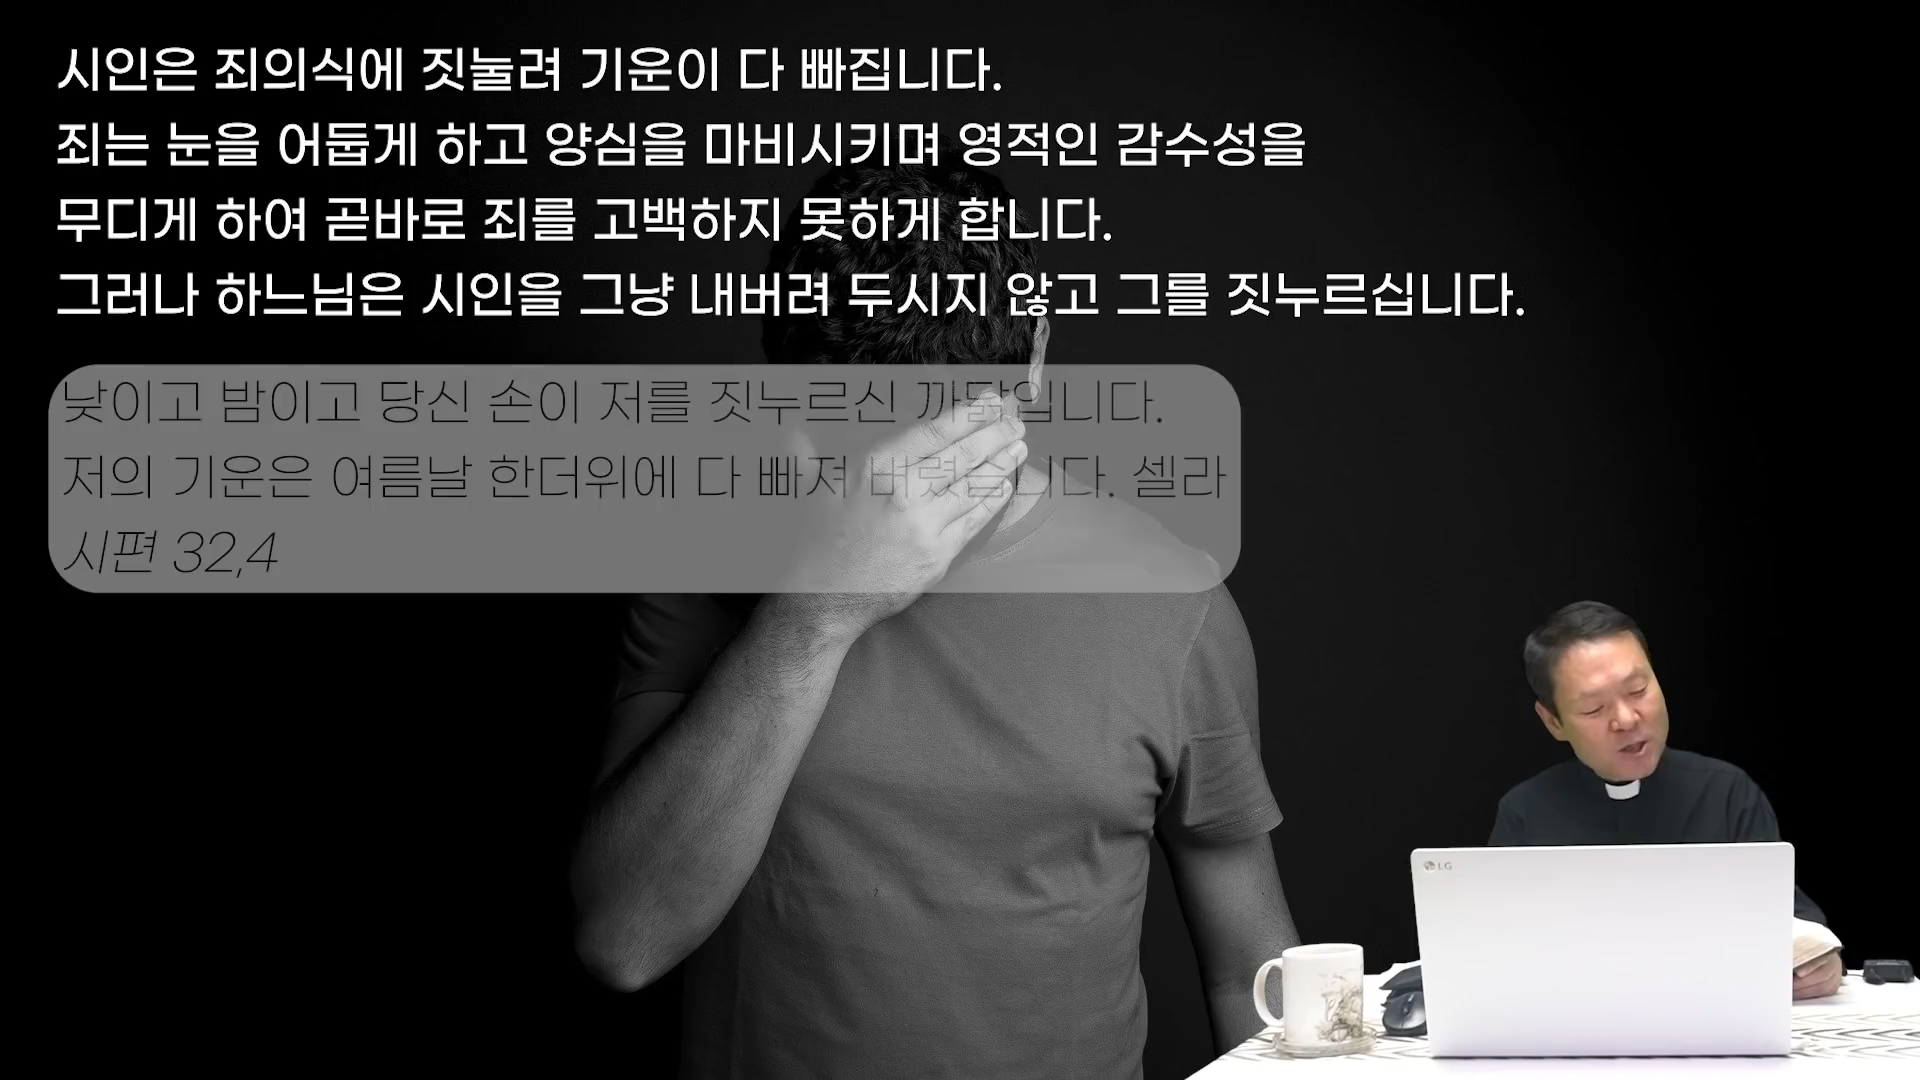 시인은 죄의식에 짓눌려 기운이 다 빠집니다.
죄는 눈을 어둡게 하고 양심을 마비시키며 영적인 감수성을
무디게 하여 곧바로 죄를 고백하지 못하게 합니다.
그러나 하느님은 시인을 그냥 내버려 두시지 않고 그를 짓누르십니다.
낮이고 밤이고 당신 손이 저를 짓누르신 까닭입니다.
저의 기운은 여름날 한더위에 다 빠져 버렸습니다. 셀라
시편 32,4
LG